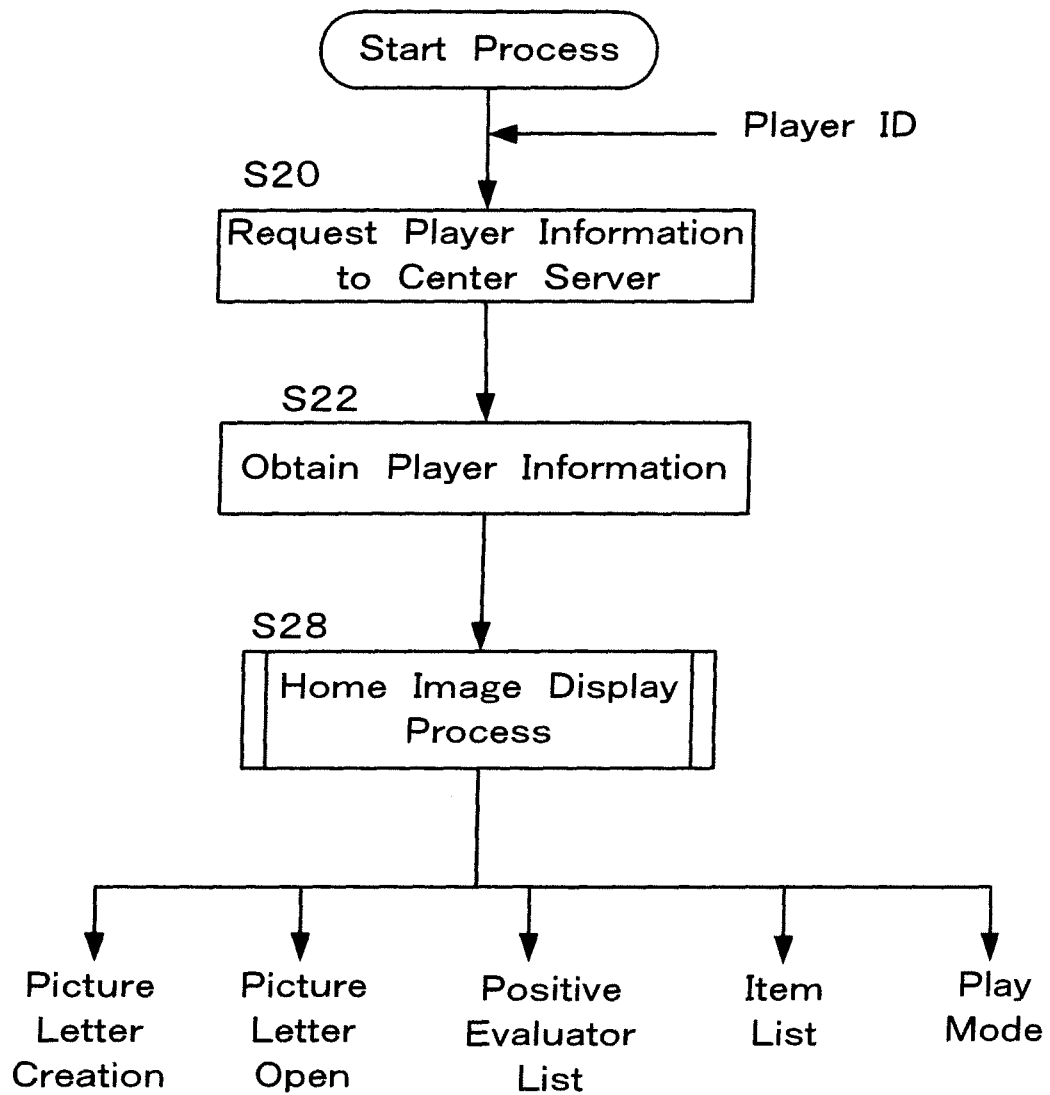 Start Process
Player ID
S20
Request Player Information
to Center Server
S22
Obtain Player Information
S28
Home Image Display
Process
Picture
Letter
Creation
Picture
Letter
Open
Positive
Evaluator
List
Item
List
Play
Mode